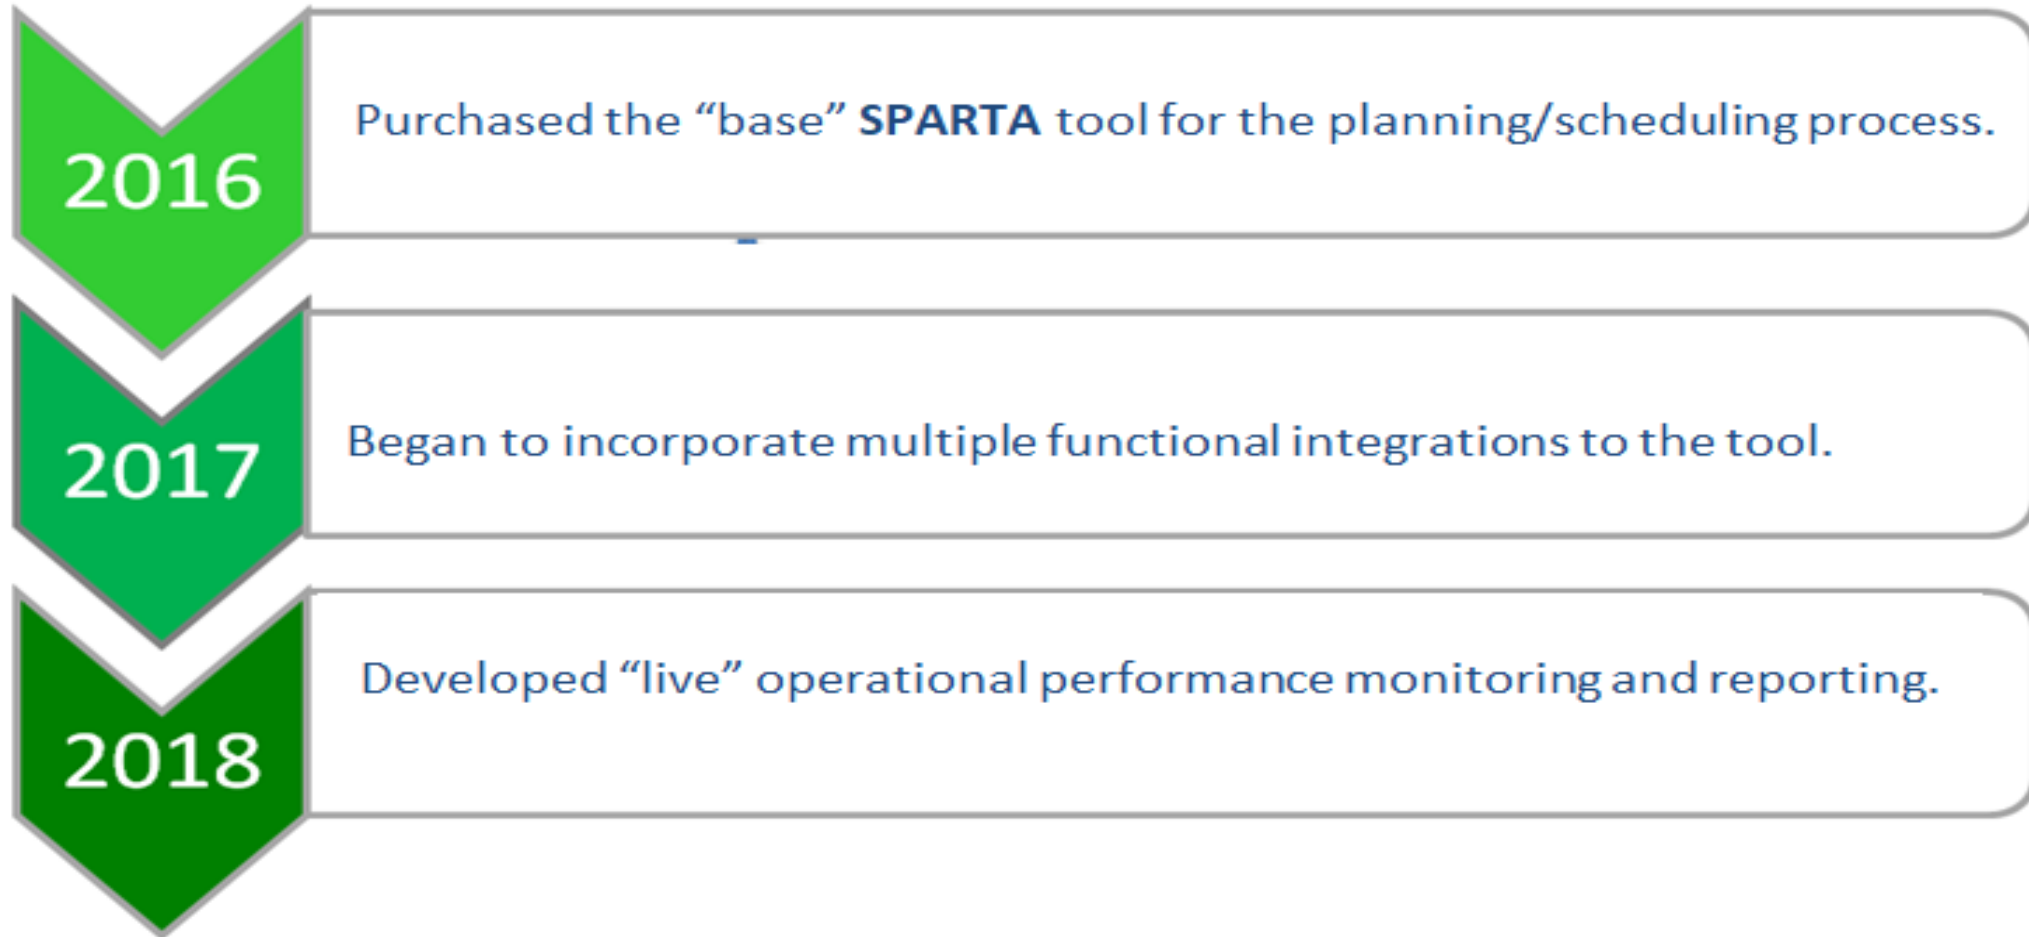 2016
Purchased the “base” SPARTA tool for the planning/scheduling process.
2017
Began to incorporate multiple functional integrations to the tool.
2018
Developed “live” operational performance monitoring and reporting.